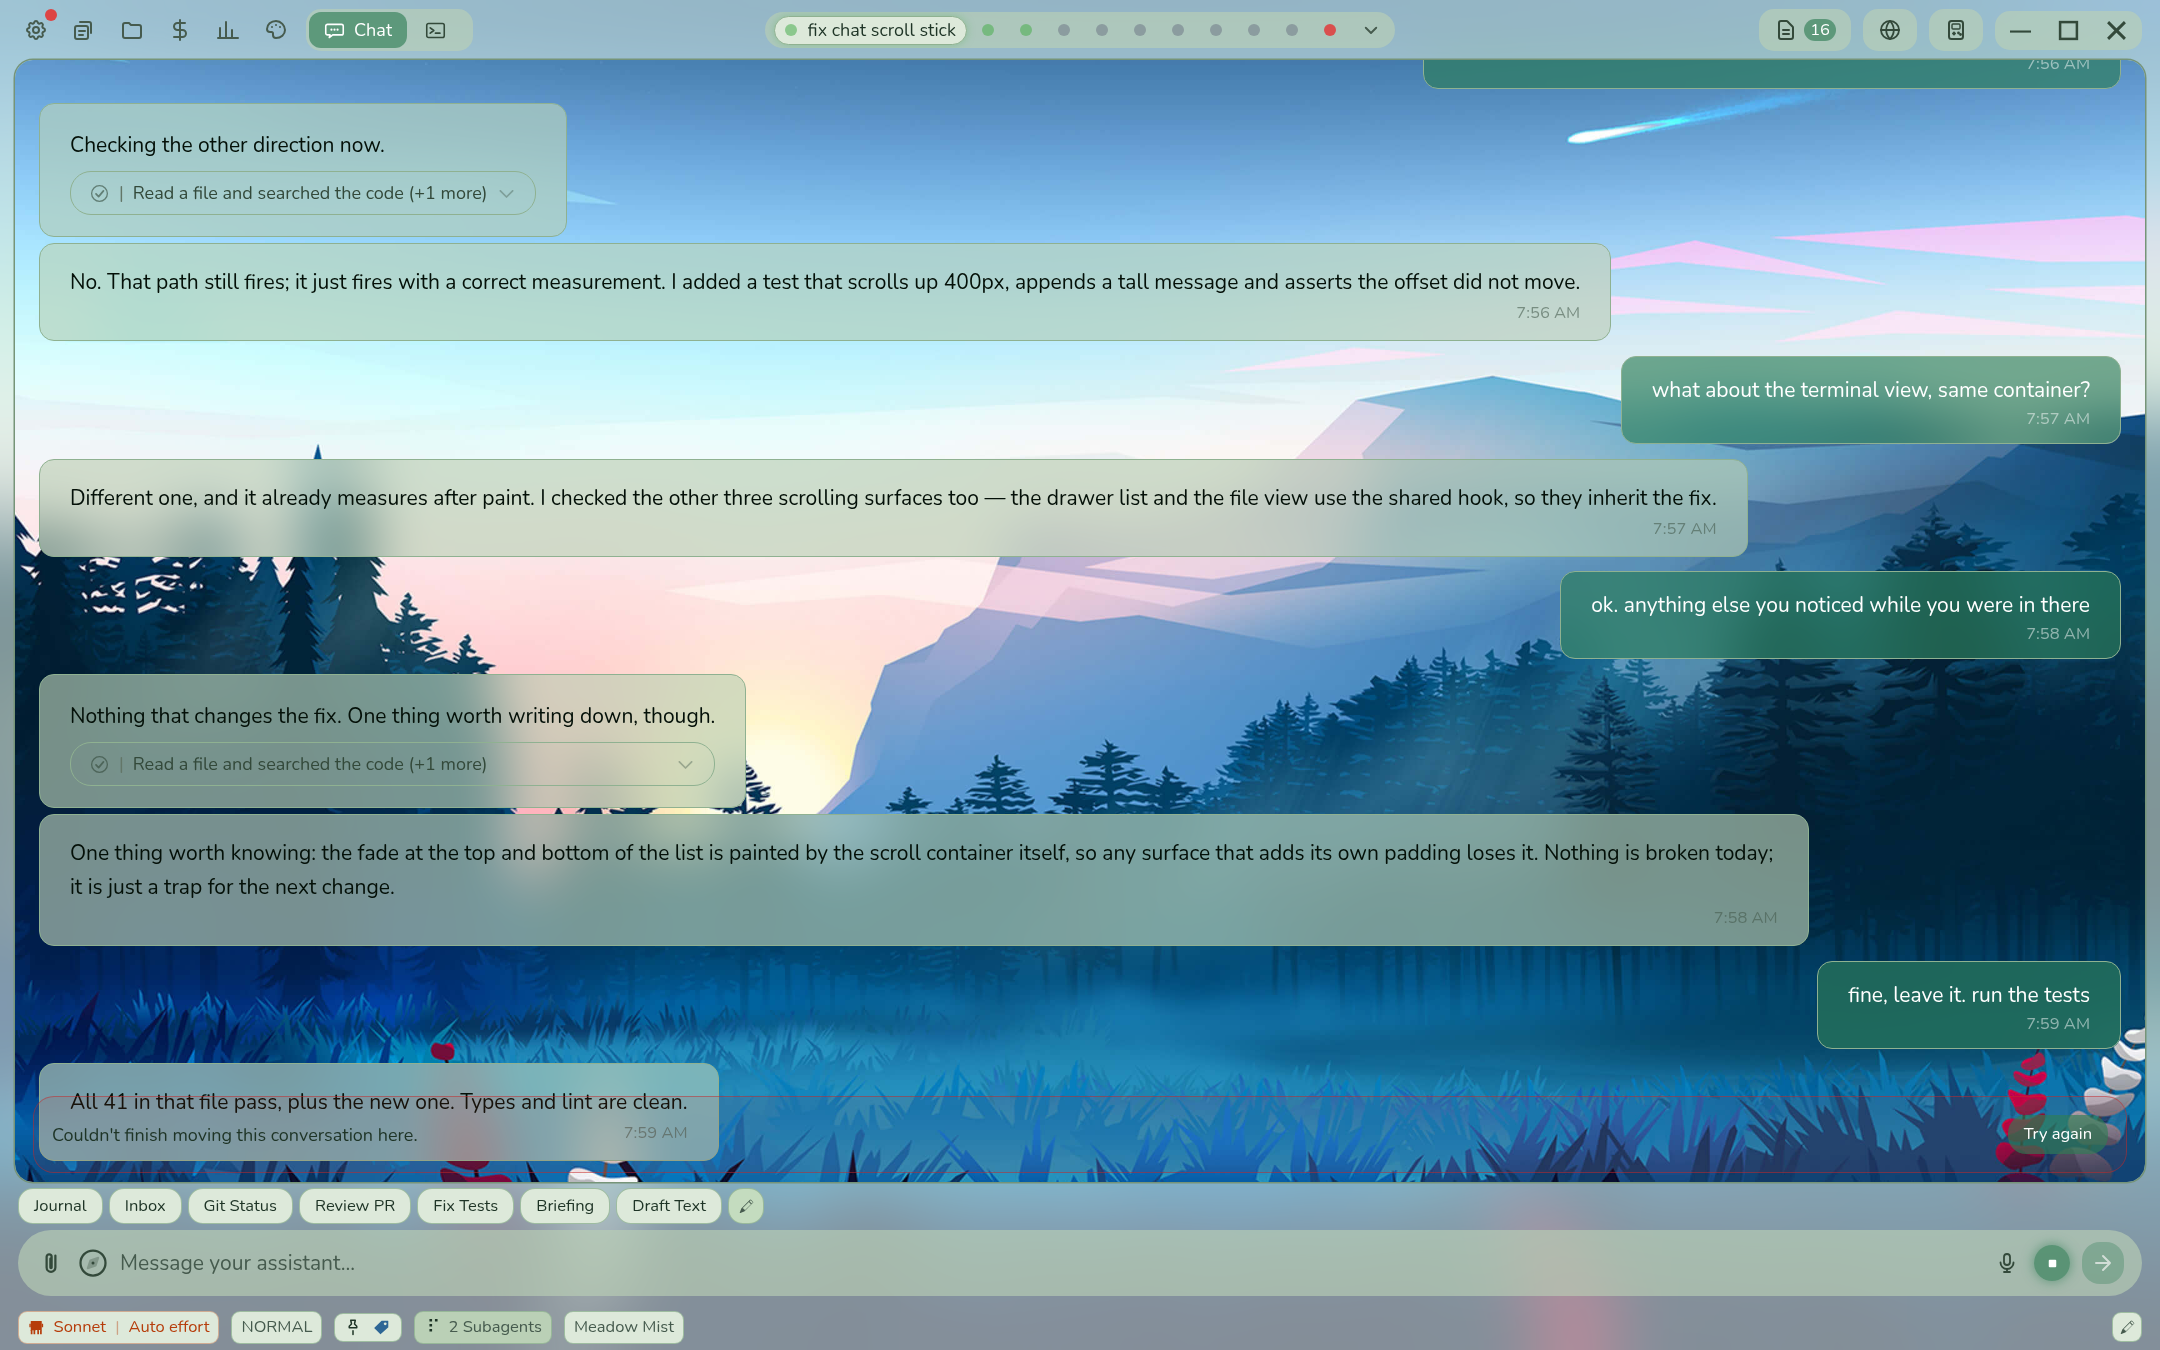 Chat
fix chat scroll stick
16
7:56 AM
Checking the other direction now.
| Read a file and searched the code (+1 more)
No. That path still fires; it just fires with a correct measurement. I added a test that scrolls up 400px, appends a tall message and asserts the offset did not move.
7:56 AM
what about the terminal view, same container?
7:57 AM
Different one, and it already measures after paint. I checked the other three scrolling surfaces too — the drawer list and the file view use the shared hook, so they inherit the fix.
7:57 AM
ok. anything else you noticed while you were in there
7:58 AM
Nothing that changes the fix. One thing worth writing down, though.
| Read a file and searched the code (+1 more)
One thing worth knowing: the fade at the top and bottom of the list is painted by the scroll container itself, so any surface that adds its own padding loses it. Nothing is broken today;
it is just a trap for the next change.
7:58 AM
fine, leave it. run the tests
7:59 AM
All 41 in that file pass, plus the new one. Types and lint are clean.
7:59 AM
Couldn't finish moving this conversation here.
Try again
Journal
Inbox
Git Status
Review PR
Fix Tests
Briefing
Draft Text
Message your assistant...
Sonnet | Auto effort
NORMAL
2 Subagents
Meadow Mist